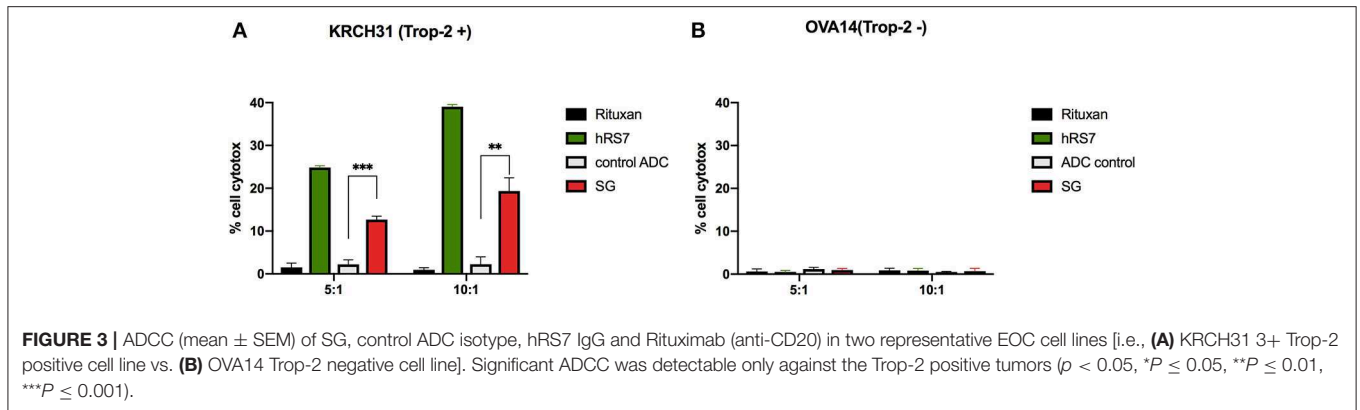 A
KRCH31 (Trop-2 +)
% cell cytotox
40
30
20
10
0
***
**
5:1
10:1
Rituxan
hRS7
control ADC
SG
B
OVA14(Trop-2 -)
% cell cytotox
40
30
20
10
0
5:1
10:1
Rituxan
hRS7
ADC control
SG
FIGURE 3 | ADCC (mean ± SEM) of SG, control ADC isotype, hRS7 IgG and Rituximab (anti-CD20) in two representative EOC cell lines [i.e., (A) KRCH31 3+ Trop-2
positive cell line vs. (B) OVA14 Trop-2 negative cell line]. Significant ADCC was detectable only against the Trop-2 positive tumors (p < 0.05, *P ≤ 0.05, **P ≤ 0.01,
***P ≤ 0.001).